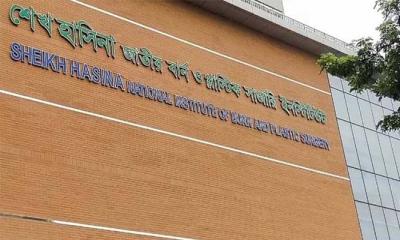 শেখ হাসিনা জাতীয় বার্ন ও প্লাস্টিক সার্জারি ইনস্টিটিউট
SHEIKH HASINA NATIONAL INSTITUTE OF BURN AND PLASTIC SURGERY